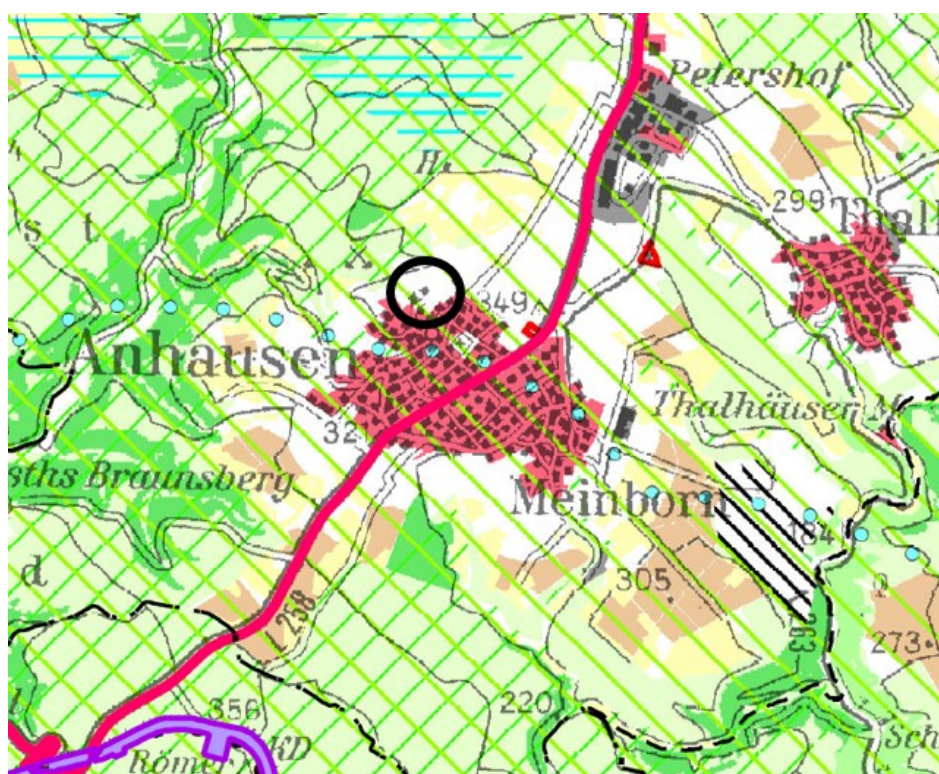 Petershof
H.
299 Thal
s t
349
Anhausen
32
Thalhäuser M.
sths Braunsberg
Meinborn
184
d
305
L 258
263
273
220
356
Römer
KD
Sch